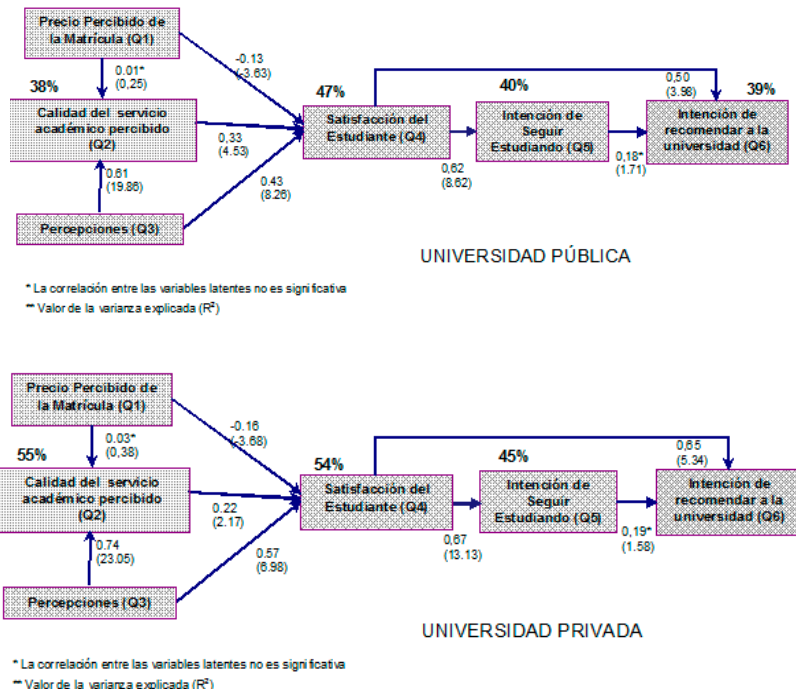 Precio Percibido de
la Matrícula (Q1)
0.01*
(0,25)
-0.13
(-3.63)
38%
47%
40%
0,50
(3.98)
39%
Calidad del servicio
académico percibido
(Q2)
0,33
(4.53)
Satisfacción del
Estudiante (Q4)
Intención de
Seguir
Estudiando (Q5)
Intención de
recomendar a la
universidad (Q6)
0.61
(19.86)
0.43
(8.26)
0,62
(8.62)
0,18*
(1.71)
Percepciones (Q3)
UNIVERSIDAD PÚBLICA
* La correlación entre las variables latentes no es significativa
** Valor de la varianza explicada (R²)
Precio Percibido de
la Matrícula (Q1)
0.03*
(0,38)
-0.16
(-3.68)
55%
54%
45%
0,65
(5.34)
Calidad del servicio
académico percibido
(Q2)
0.22
(2.17)
Satisfacción del
Estudiante (Q4)
Intención de
Seguir
Estudiando (Q5)
Intención de
recomendar a la
universidad (Q6)
0.74
(23.05)
0.57
(6.98)
0,67
(13.13)
0,19*
(1.58)
Percepciones (Q3)
UNIVERSIDAD PRIVADA
* La correlación entre las variables latentes no es significativa
** Valor de la varianza explicada (R²)